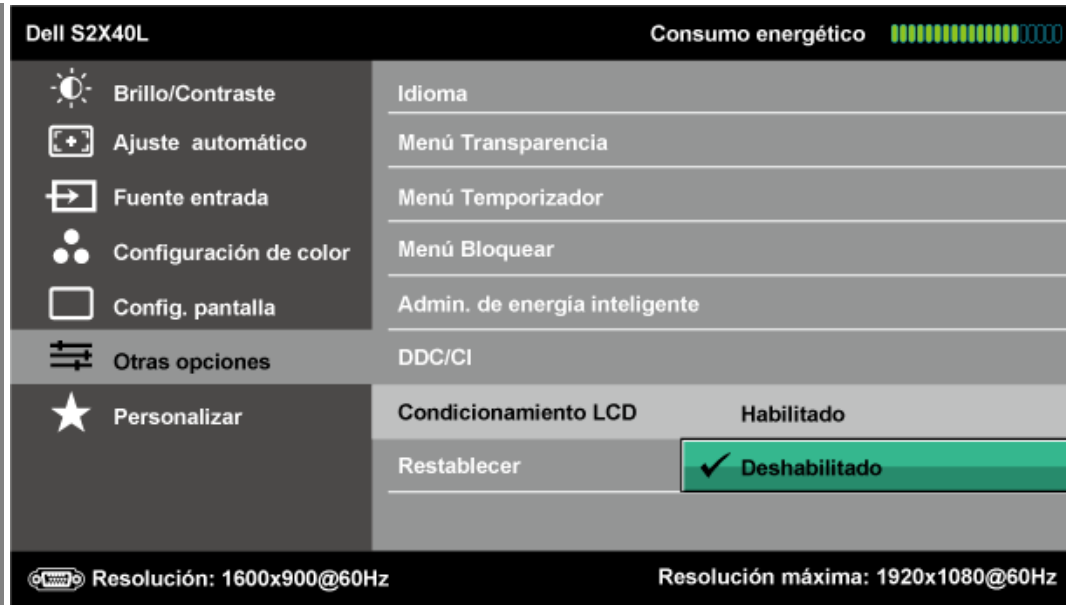 Dell S2X40L Consumo energético
Brillo/Contraste
Idioma
Ajuste automático
Menú Transparencia
Fuente entrada
Menú Temporizador
Configuración de color
Menú Bloquear
Config. pantalla
Admin. de energía inteligente
Otras opciones
DDC/CI
Personalizar
Condicionamiento LCD
Habilitado
Restablecer
Deshabilitado
Resolución: 1600x900@60Hz
Resolución máxima: 1920x1080@60Hz